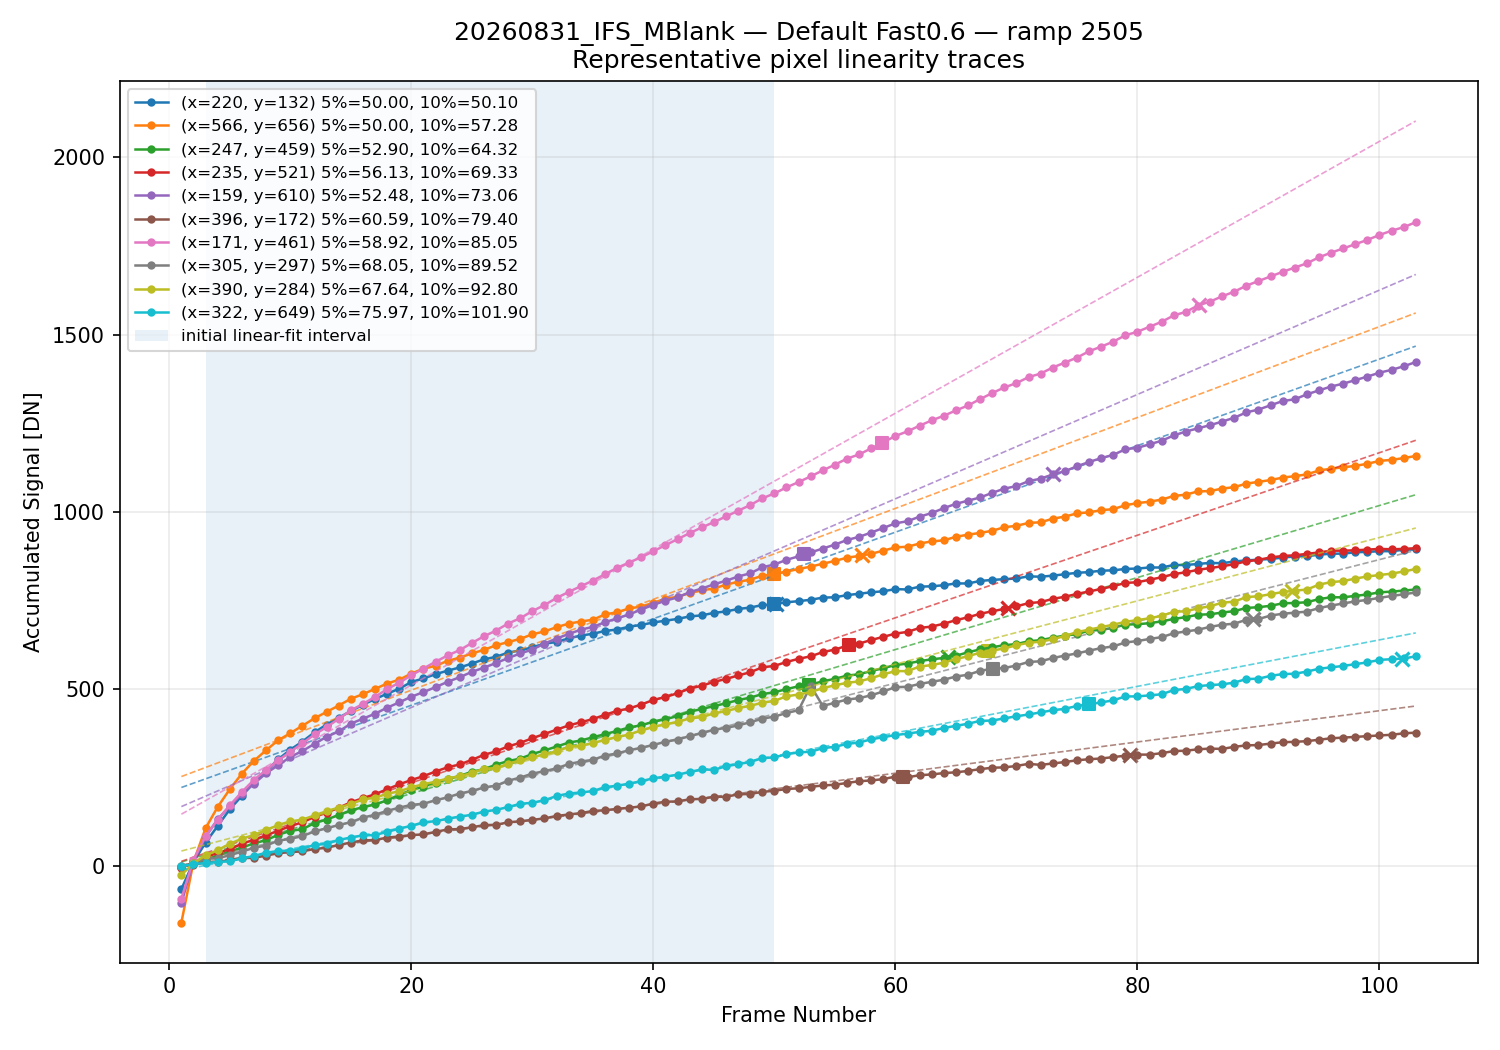 20260831_IFS_MBlank — Default Fast0.6 — ramp 2505
Representative pixel linearity traces
(x=220, y=132) 5%=50.00, 10%=50.10
(x=566, y=656) 5%=50.00, 10%=57.28
(x=247, y=459) 5%=52.90, 10%=64.32
(x=235, y=521) 5%=56.13, 10%=69.33
(x=159, y=610) 5%=52.48, 10%=73.06
(x=396, y=172) 5%=60.59, 10%=79.40
(x=171, y=461) 5%=58.92, 10%=85.05
(x=305, y=297) 5%=68.05, 10%=89.52
(x=390, y=284) 5%=67.64, 10%=92.80
(x=322, y=649) 5%=75.97, 10%=101.90
initial linear-fit interval
Accumulated Signal [DN]
2000
1500
1000
500
0
0 20 40 60 80 100
Frame Number